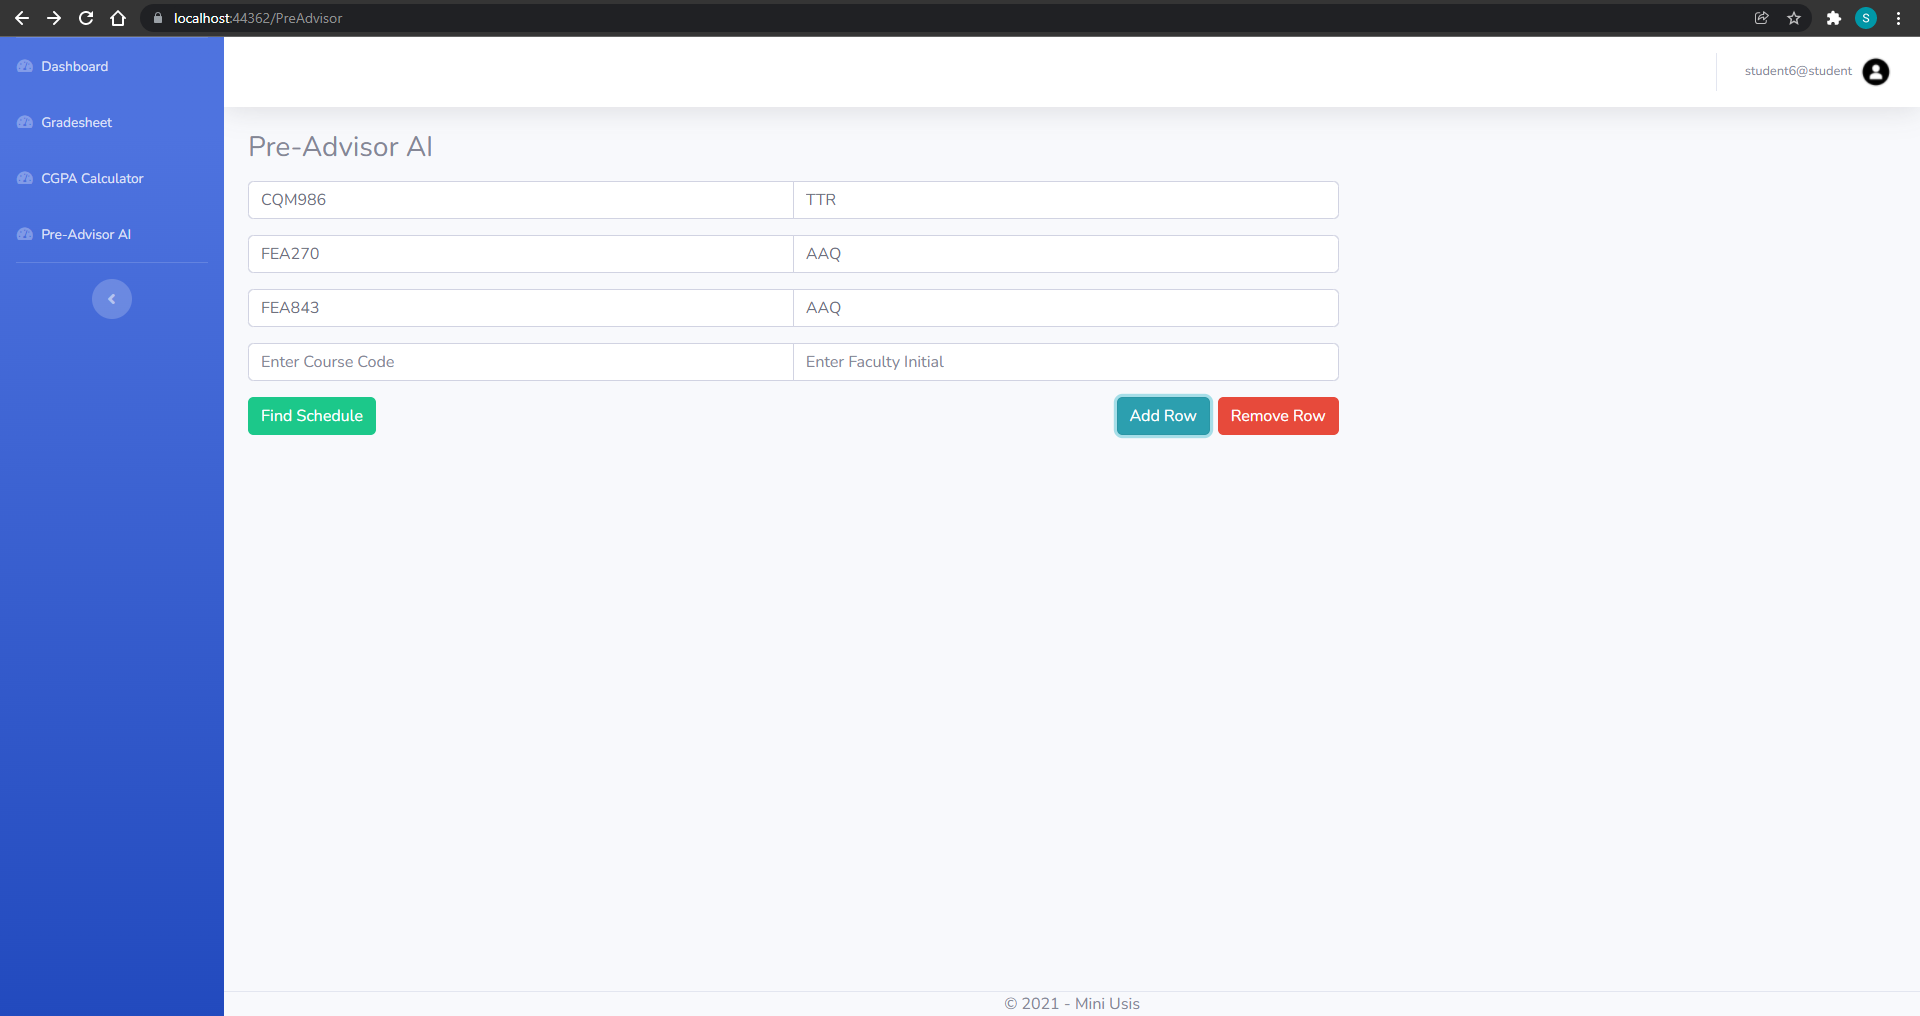 localhost:44362/PreAdvisor
S
Dashboard
Gradesheet
CGPA Calculator
Pre-Advisor AI
student6@student
Pre-Advisor AI
CQM986 TTR
FEA270 AAQ
FEA843 AAQ
Enter Course Code Enter Faculty Initial
Find Schedule Add Row Remove Row
© 2021 - Mini Usis